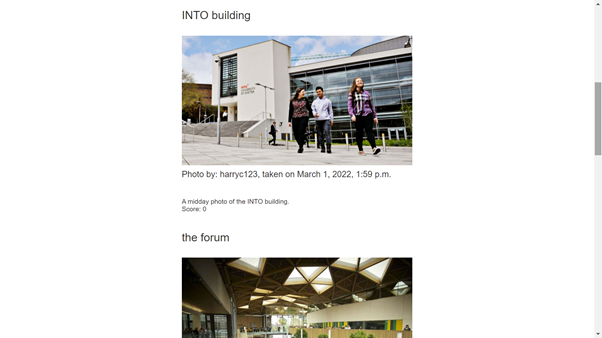 INTO building
Photo by: harryc123, taken on March 1, 2022, 1:59 p.m.
A midday photo of the INTO building.
Score: 0
the forum